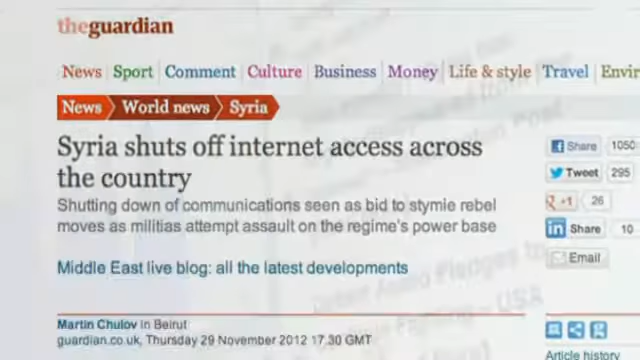 theguardian
News Sport Comment Culture Business Money Life & style Travel Envir
News World news Syria
Syria shuts off internet access across
the country
Shutting down of communications seen as bid to stymie rebel
moves as militias attempt assault on the regime's power base
Middle East live blog: all the latest developments
Martin Chulov in Beirut
guardian.co.uk, Thursday 29 November 2012 17.30 GMT
Share 1050
Tweet 295
+1 26
in Share 10
Email
Article history